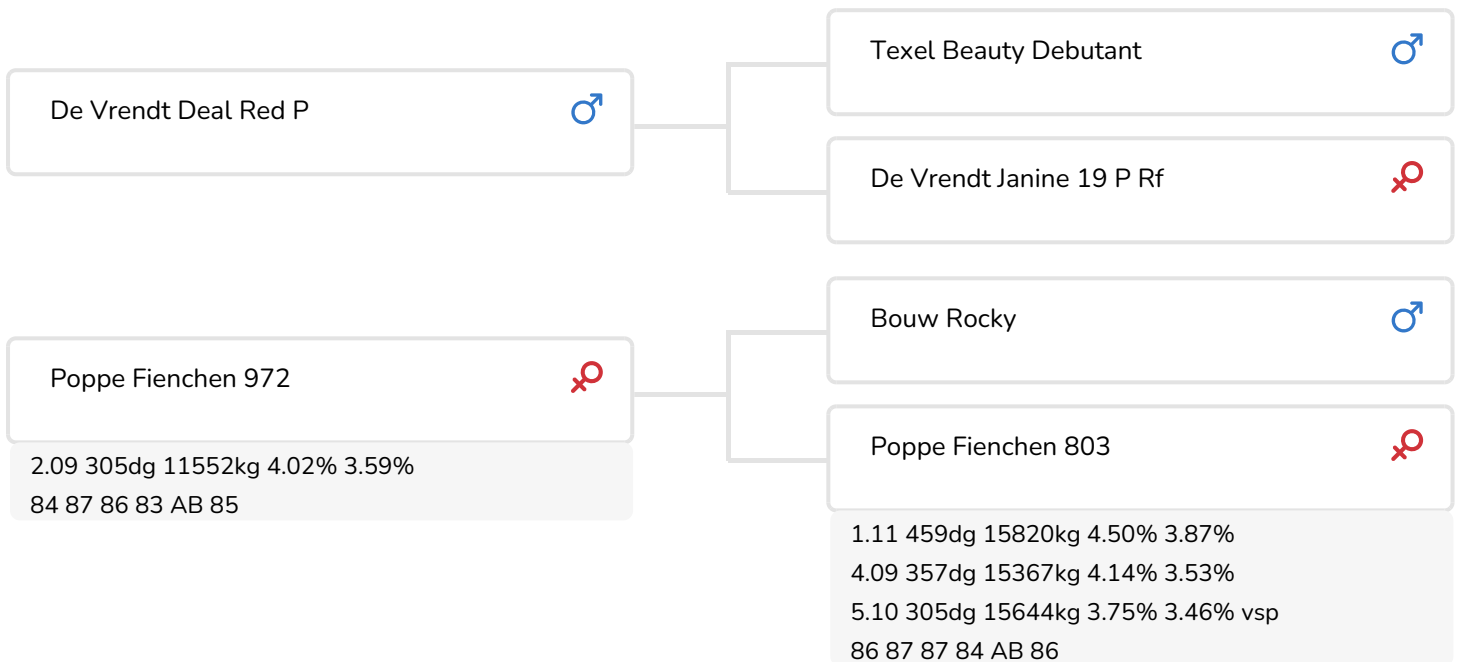 De Vrendt Deal Red P
Texel Beauty Debutant
De Vrendt Janine 19 P Rf
Poppe Fienchen 972
2.09 305dg 11552kg 4.02% 3.59%
84 87 86 83 AB 85
Bouw Rocky
Poppe Fienchen 803
1.11 459dg 15820kg 4.50% 3.87%
4.09 357dg 15367kg 4.14% 3.53%
5.10 305dg 15644kg 3.75% 3.46% vsp
86 87 87 84 AB 86